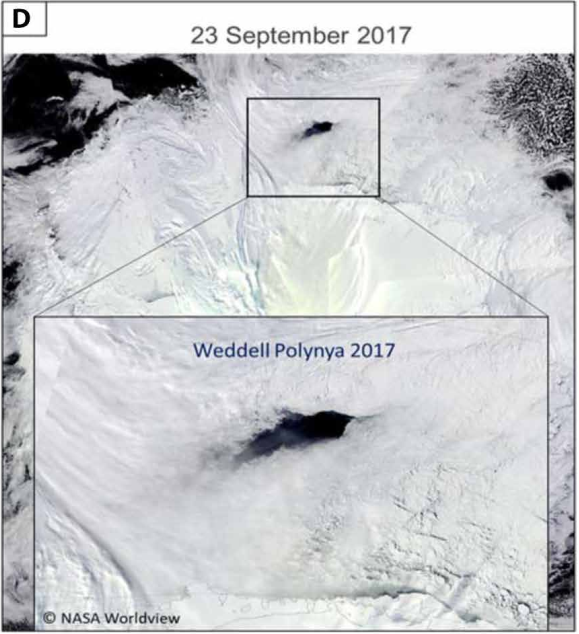 D
23 September 2017
Weddell Polynya 2017
© NASA Worldview